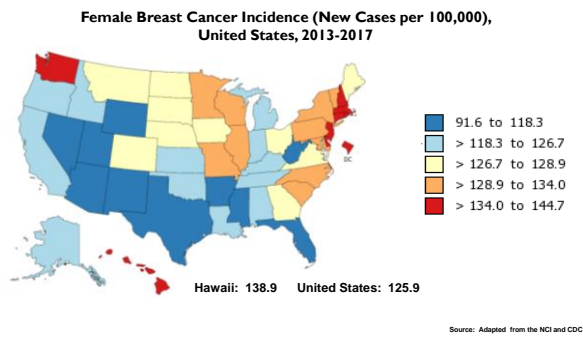 Female Breast Cancer Incidence (New Cases per 100,000),
United States, 2013-2017
91.6 to 118.3
> 118.3 to 126.7
> 126.7 to 128.9
> 128.9 to 134.0
> 134.0 to 144.7
DC
Hawaii: 138.9 United States: 125.9
Source: Adapted from the NCI and CDC